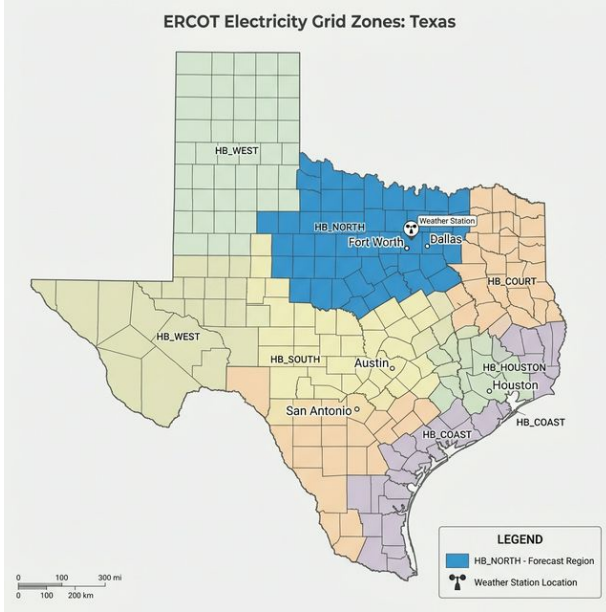 ERCOT Electricity Grid Zones: Texas
HB_WEST
HB_NORTH
Weather Station
Fort Worth
Dallas
HB_COURT
HB_WEST
HB_SOUTH
Austin
HB_HOUSTON
Houston
San Antonio
HB_COAST
HB_COAST
LEGEND
HB_NORTH - Forecast Region
Weather Station Location
0 100 300 mi
0 100 200 km